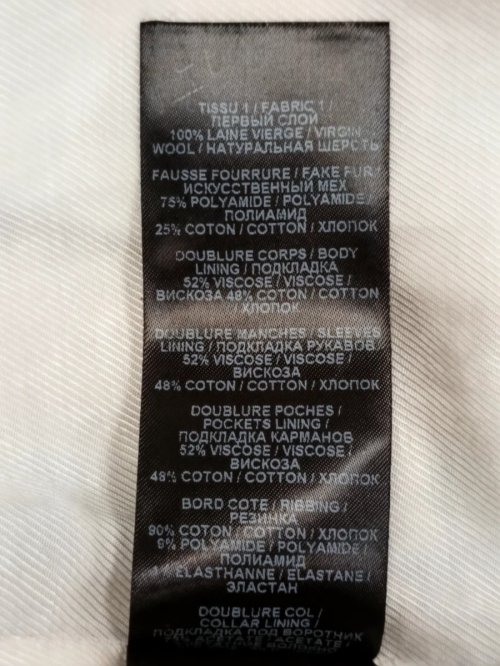 TISSU 1 / FABRIC 1 /
ПЕРВЫЙ СЛОЙ
100% LAINE VIERGE / VIRGIN
WOOL / НАТУРАЛЬНАЯ ШЕРСТЬ
FAUSSE FOURRURE / FAKE FUR /
ИСКУССТВЕННЫЙ МЕХ
75% POLYAMIDE / POLYAMIDE /
ПОЛИАМИД
25% COTON / COTTON / ХЛОПОК
DOUBLURE CORPS / BODY
LINING / ПОДКЛАДКА
52% VISCOSE / VISCOSE /
ВИСКОЗА 48% COTON / COTTON
/ ХЛОПОК
DOUBLURE MANCHES / SLEEVES
LINING / ПОДКЛАДКА РУКАВОВ
52% VISCOSE / VISCOSE /
ВИСКОЗА
48% COTON / COTTON / ХЛОПОК
DOUBLURE POCHES /
POCKETS LINING /
ПОДКЛАДКА КАРМАНОВ
52% VISCOSE / VISCOSE /
ВИСКОЗА
48% COTON / COTTON / ХЛОПОК
BORD COTE / RIBBING /
РЕЗИНКА
90% COTON / COTTON / ХЛОПОК
9% POLYAMIDE / POLYAMIDE /
ПОЛИАМИД
ELASTHANNE / ELASTANE /
ЭЛАСТАН
DOUBLURE COL /
COLLAR LINING /
ПОДКЛАДКА ПОД ВОРОТНИК
ACETATE / ACETATE /